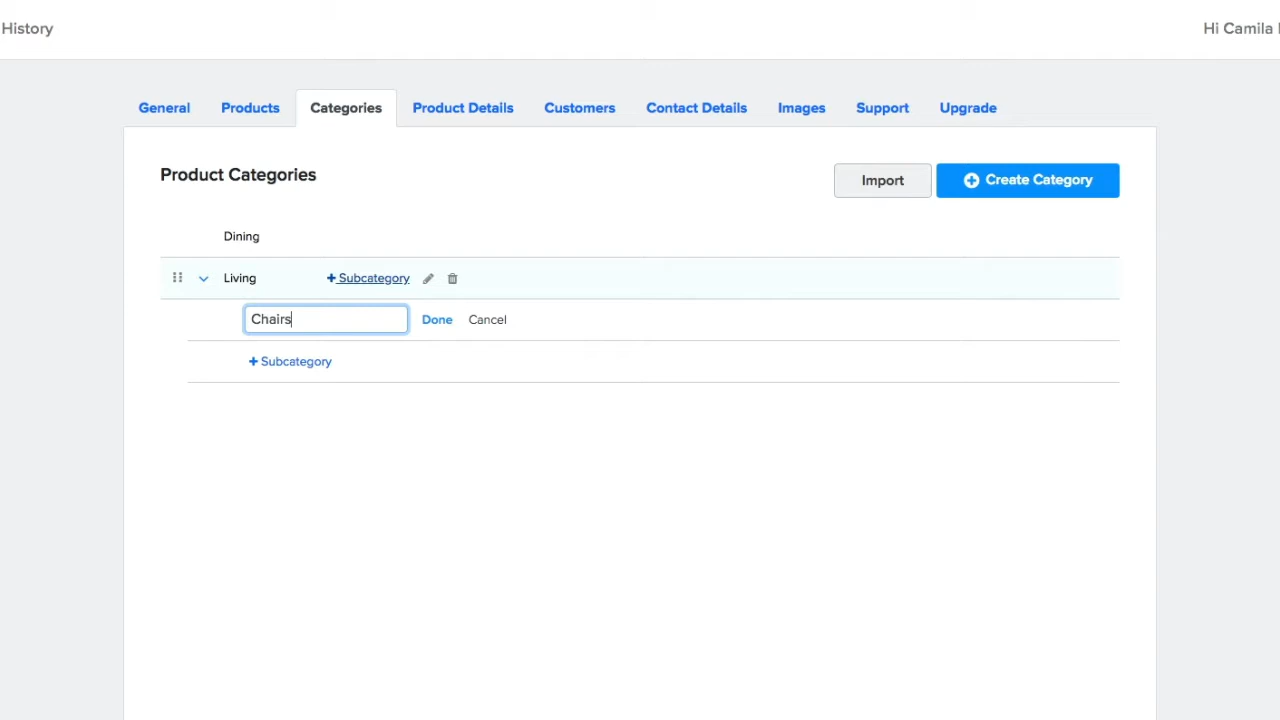 History
Hi Camila
General Products Categories Product Details Customers Contact Details Images Support Upgrade
Product Categories
Import
Create Category
Dining
Living + Subcategory
Chairs Done Cancel
+ Subcategory